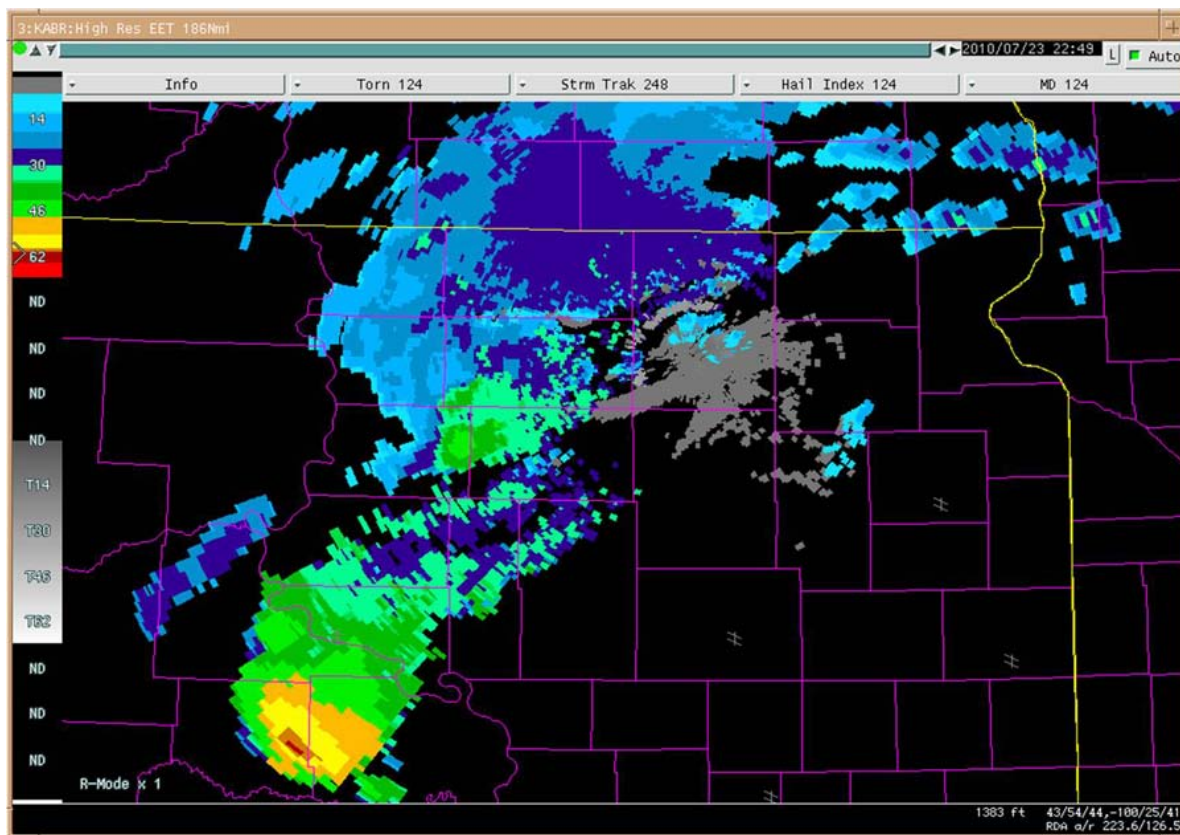 3:KABR:High Res EET 186Nmi
2010/07/23 22:49 L Auto
Info Torn 124 Strm Trak 248 Hail Index 124 MD 124
14
30
46
62
ND
ND
ND
ND
T14
T30
T46
T62
ND
ND
ND
R-Mode x 1
1383 ft 43/54/44,-100/25/41
RDA a/r 223.6/126.5